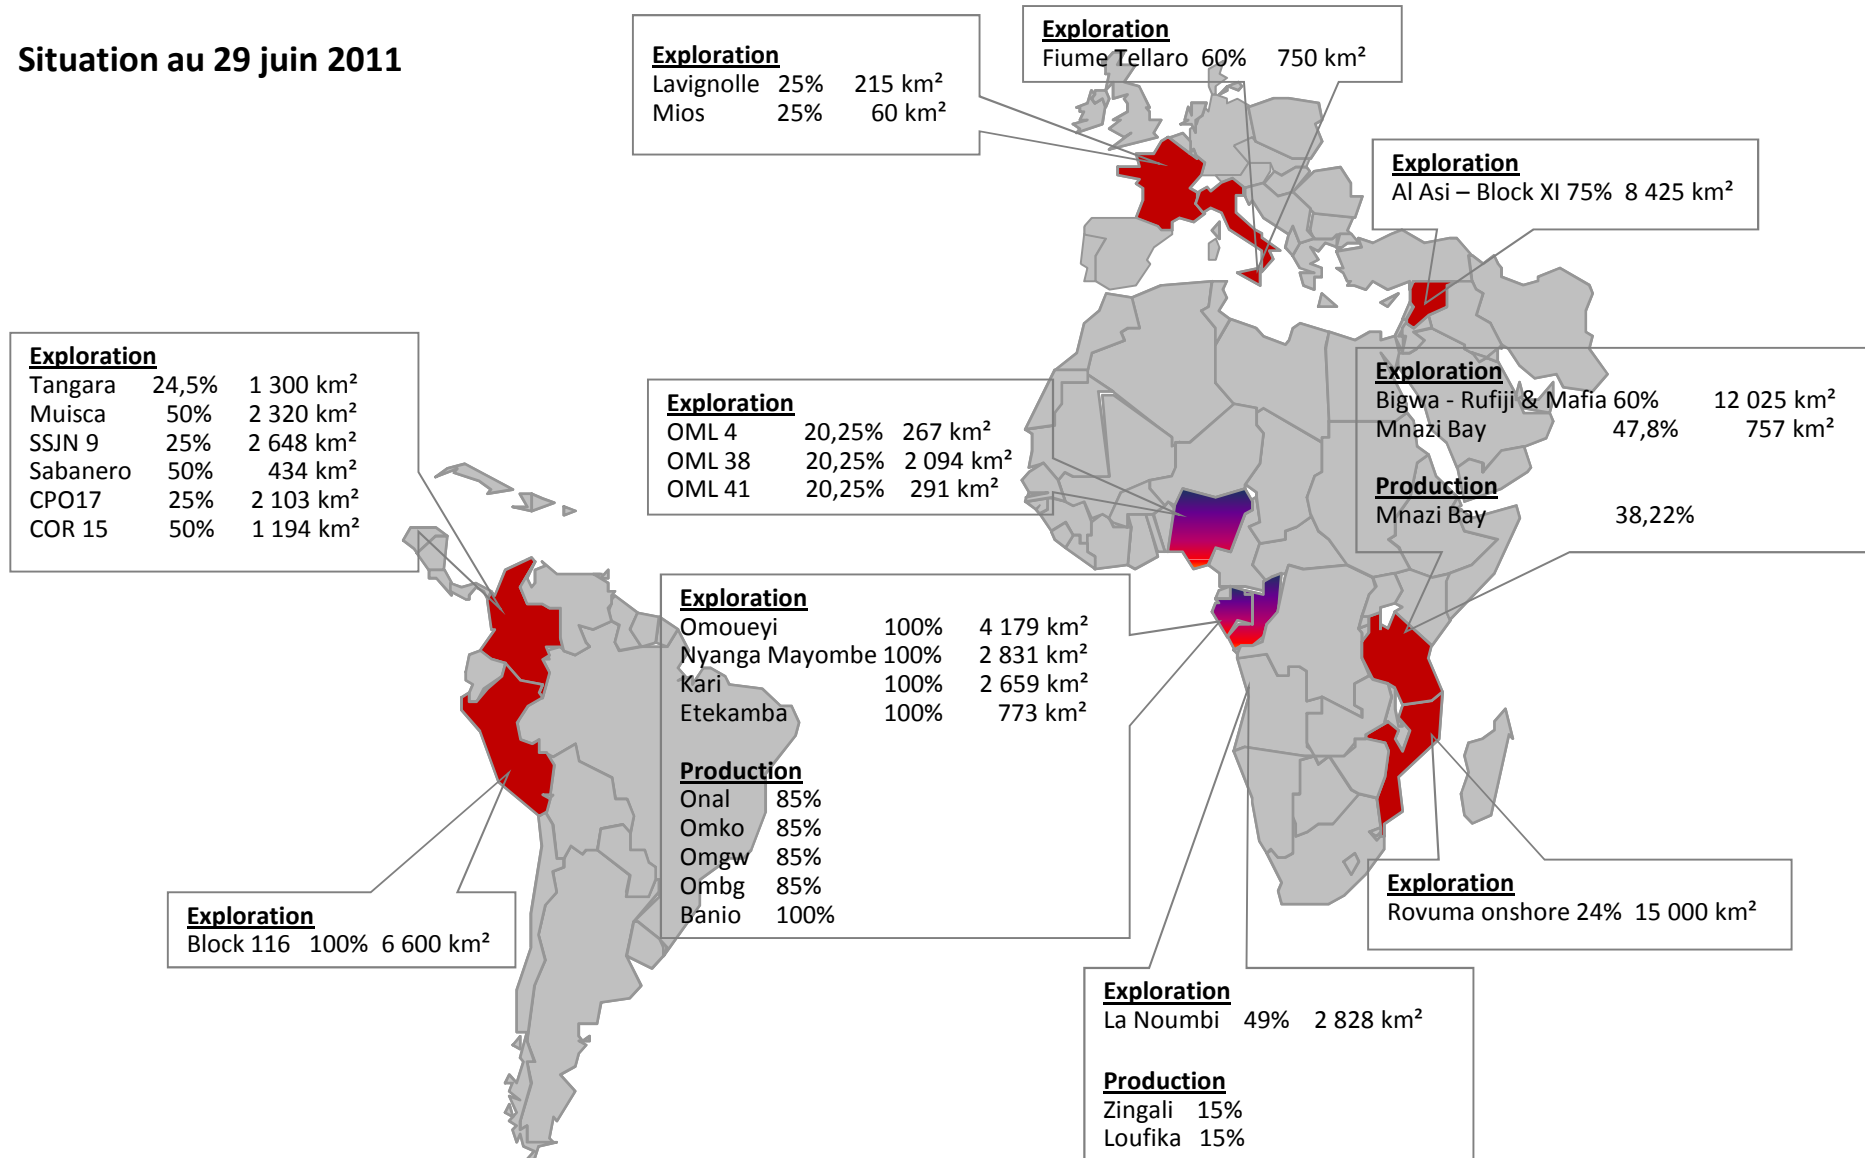 Situation au 29 juin 2011
Exploration
Lavignolle 25% 215 km²
Mios 25% 60 km²
Exploration
Fiume Tellaro 60% 750 km²
Exploration
Al Asi – Block XI 75% 8 425 km²
Exploration
Tangara 24,5% 1 300 km²
Muisca 50% 2 320 km²
SSJN 9 25% 2 648 km²
Sabanero 50% 434 km²
CPO17 25% 2 103 km²
COR 15 50% 1 194 km²
Exploration
OML 4 20,25% 267 km²
OML 38 20,25% 2 094 km²
OML 41 20,25% 291 km²
Exploration
Bigwa - Rufiji & Mafia 60% 12 025 km²
Mnazi Bay 47,8% 757 km²
Production
Mnazi Bay 38,22%
Exploration
Omoueyi 100% 4 179 km²
Nyanga Mayombe 100% 2 831 km²
Kari 100% 2 659 km²
Etekamba 100% 773 km²
Production
Onal 85%
Omko 85%
Omgw 85%
Ombg 85%
Banio 100%
Exploration
Block 116 100% 6 600 km²
Exploration
Rovuma onshore 24% 15 000 km²
Exploration
La Noumbi 49% 2 828 km²
Production
Zingali 15%
Loufika 15%